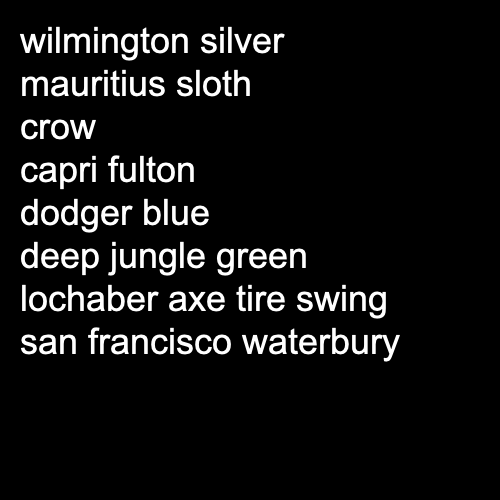 wilmington silver
mauritius sloth
crow
capri fulton
dodger blue
deep jungle green
lochaber axe tire swing
san francisco waterbury